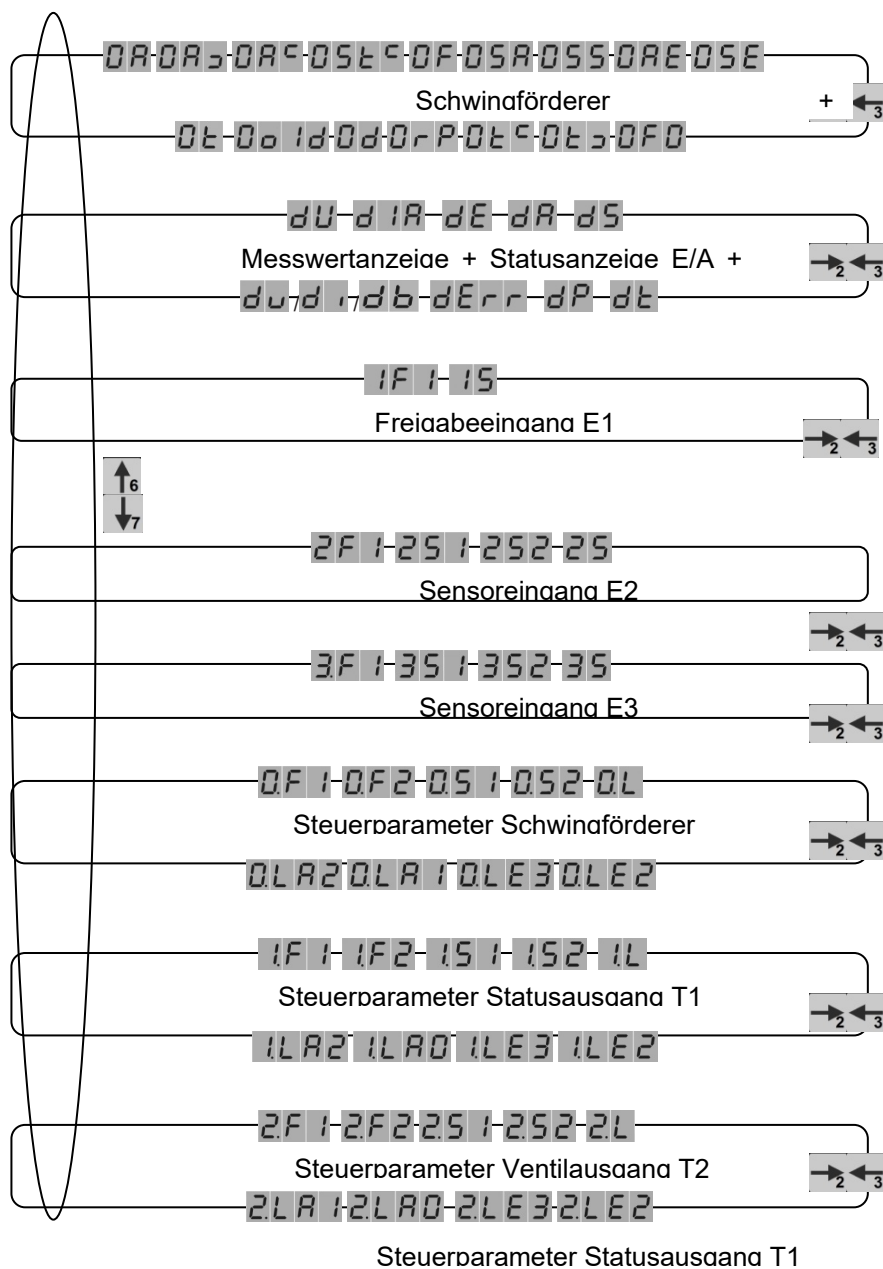 0A-0A⊃-0Ac-0Stc-0F-0SA-0SS-0AE-0SE
Schwingförderer + 3
0t-0o1d-0d-0rP-0tc-0t⊃-0F0
dU-d1A-dE-dA-dS
Messwertanzeige + Statusanzeige E/A + 2 3
du/di/db-dErr-dP-dt
1F1-1S
Freigabeeingang E1
2 3
6
7
2F1-2S1-2S2-2S
Sensoreingang E2
2 3
3.F1-3S1-3S2-3S
Sensoreingang E3
2 3
0.F1-0.F2-0.S1-0.S2-0.L
Steuerparameter Schwingförderer
2 3
0.LA2 0.LA1 0.LE3 0.LE2
1.F1-1.F2-1.S1-1.S2-1.L
Steuerparameter Statusausgang T1
2 3
1.LA2 1.LA0 1.LE3 1.LE2
2.F1-2.F2-2.S1-2.S2-2.L
Steuerparameter Ventilausgang T2
2 3
2.LA1-2.LA0-2.LE3-2.LE2
Steuerparameter Statusausgang T1